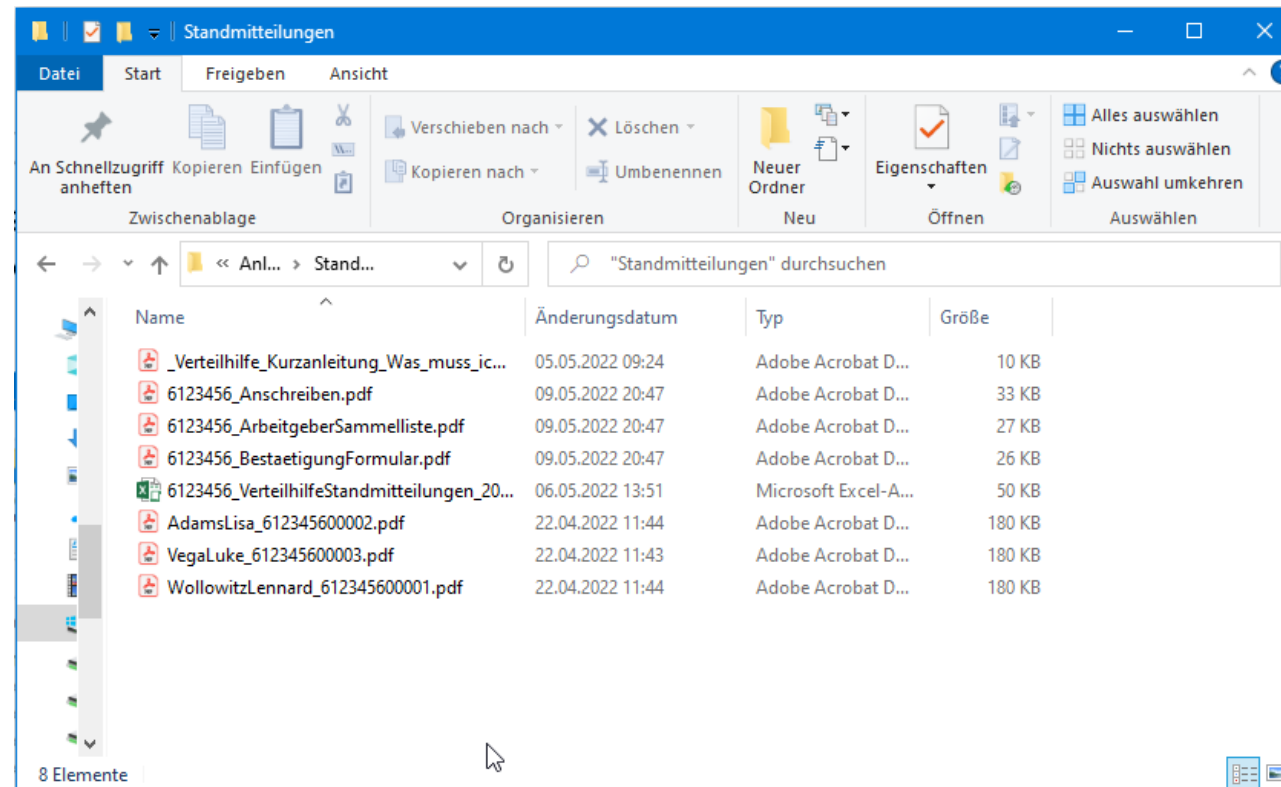 Standmitteilungen
Datei Start Freigeben Ansicht
An Schnellzugriff anheften Kopieren Einfügen
Verschieben nach
Kopieren nach
Löschen
Umbenennen
Neuer Ordner
Eigenschaften
Alles auswählen
Nichts auswählen
Auswahl umkehren
Zwischenablage Organisieren Neu Öffnen Auswählen
« Anl... › Stand... "Standmitteilungen" durchsuchen
Name Änderungsdatum Typ Größe
_Verteilhilfe_Kurzanleitung_Was_muss_ic... 05.05.2022 09:24 Adobe Acrobat D... 10 KB
6123456_Anschreiben.pdf 09.05.2022 20:47 Adobe Acrobat D... 33 KB
6123456_ArbeitgeberSammelliste.pdf 09.05.2022 20:47 Adobe Acrobat D... 27 KB
6123456_BestaetigungFormular.pdf 09.05.2022 20:47 Adobe Acrobat D... 26 KB
6123456_VerteilhilfeStandmitteilungen_20... 06.05.2022 13:51 Microsoft Excel-A... 50 KB
AdamsLisa_612345600002.pdf 22.04.2022 11:44 Adobe Acrobat D... 180 KB
VegaLuke_612345600003.pdf 22.04.2022 11:43 Adobe Acrobat D... 180 KB
WollowitzLennard_612345600001.pdf 22.04.2022 11:44 Adobe Acrobat D... 180 KB
8 Elemente